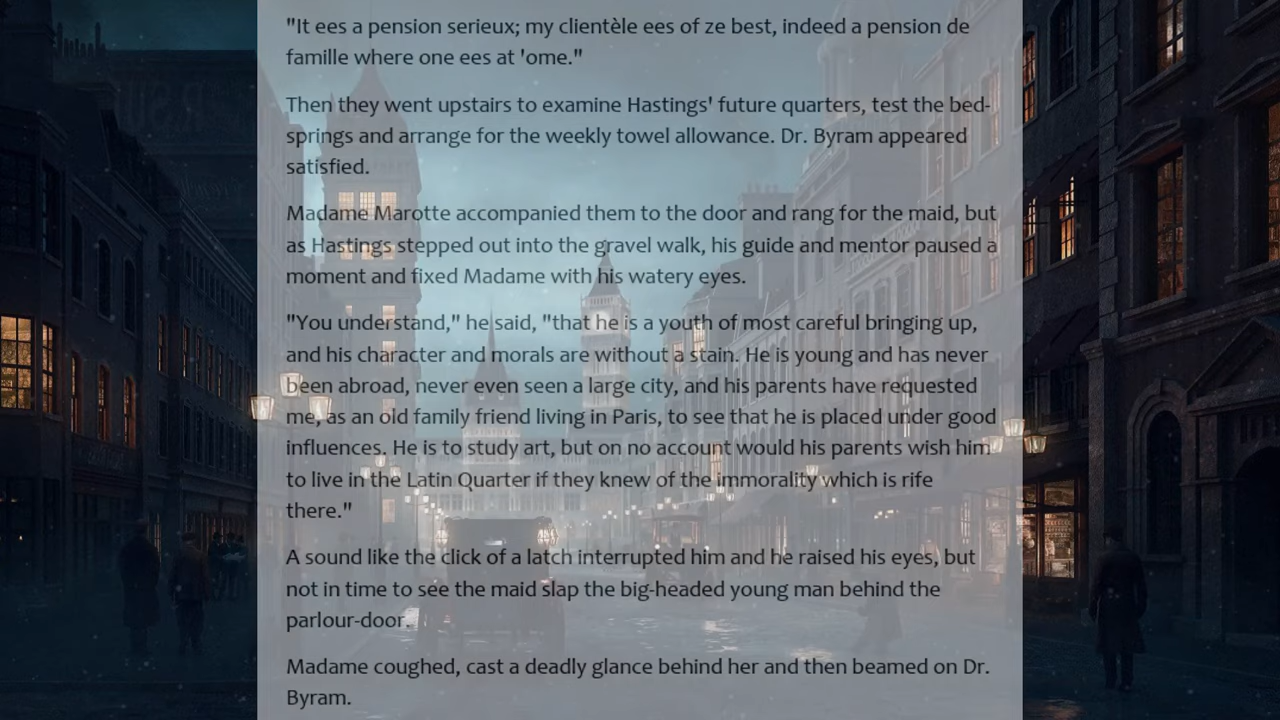 "It ees a pension serieux; my clientèle ees of ze best, indeed a pension de
famille where one ees at 'ome."
Then they went upstairs to examine Hastings' future quarters, test the bed-
springs and arrange for the weekly towel allowance. Dr. Byram appeared
satisfied.
Madame Marotte accompanied them to the door and rang for the maid, but
as Hastings stepped out into the gravel walk, his guide and mentor paused a
moment and fixed Madame with his watery eyes.
"You understand," he said, "that he is a youth of most careful bringing up,
and his character and morals are without a stain. He is young and has never
been abroad, never even seen a large city, and his parents have requested
me, as an old family friend living in Paris, to see that he is placed under good
influences. He is to study art, but on no account would his parents wish him
to live in the Latin Quarter if they knew of the immorality which is rife
there."
A sound like the click of a latch interrupted him and he raised his eyes, but
not in time to see the maid slap the big-headed young man behind the
parlour-door.
Madame coughed, cast a deadly glance behind her and then beamed on Dr.
Byram.